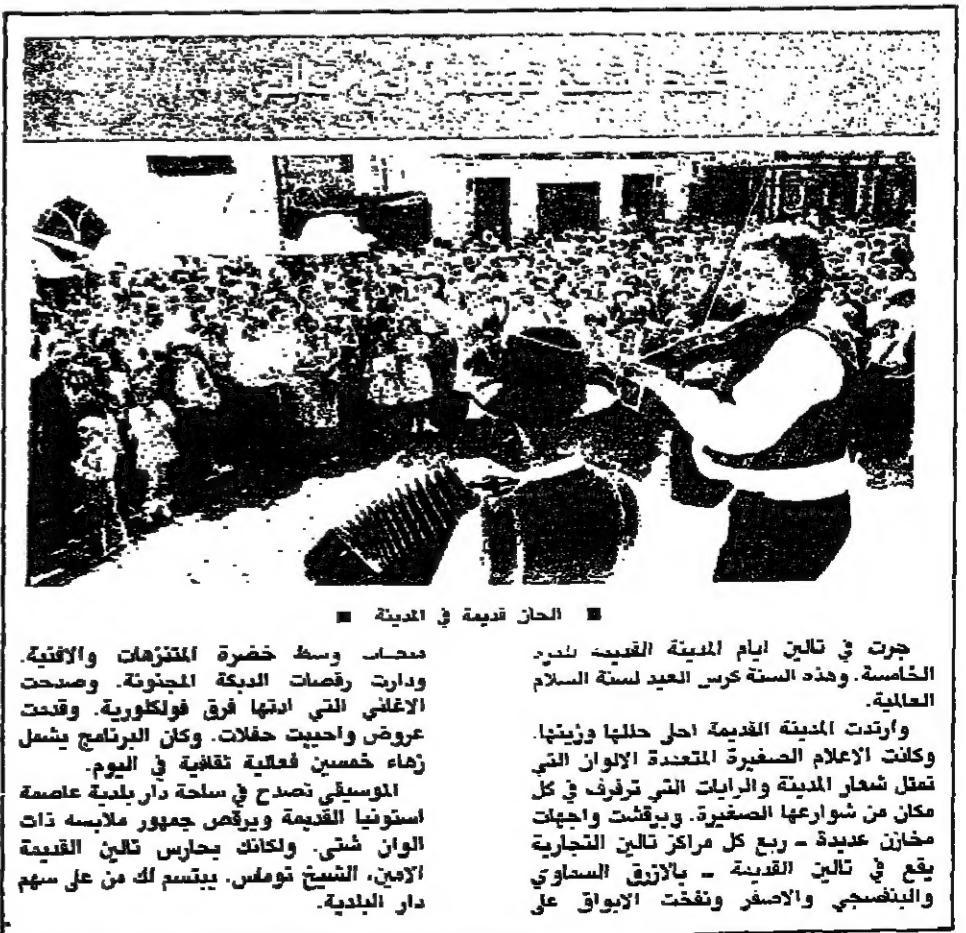 ■ الحان قديمة في المدينة ■
جرت في تالين ايام المدينة القديمة للمرة
الخامسة. وهذه السنة كرس العيد لسنة السلام
العالمية.
وارتدت المدينة القديمة احلى حللها وزينتها.
وكانت الاعلام الصغيرة المتعددة الالوان التي
تمثل شعار المدينة والرايات التي ترفرف في كل
مكان من شوارعها الصغيرة. وبرقشت واجهات
مخازن عديدة - ربع كل مراكز تالين التجارية
يقع في تالين القديمة - بالازرق السماوي
والبنفسجي والاصفر ونفخت الابواق على
وسط خضرة المتنزهات والاقنية.
ودارت رقصات الدبكة المجنونة. وصدحت
الاغاني التي ادتها فرق فولكلورية. وقدمت
عروض واحييت حفلات. وكان البرنامج يشمل
زهاء خمسين فعالية ثقافية في اليوم.
الموسيقى تصدح في ساحة دار بلدية عاصمة
استونيا القديمة ويرقص جمهور ملابسه ذات
الوان شتى. ولكانك بحارس تالين القديمة
الامين، الشيخ توماس. يبتسم لك من على سهم
دار البلدية.